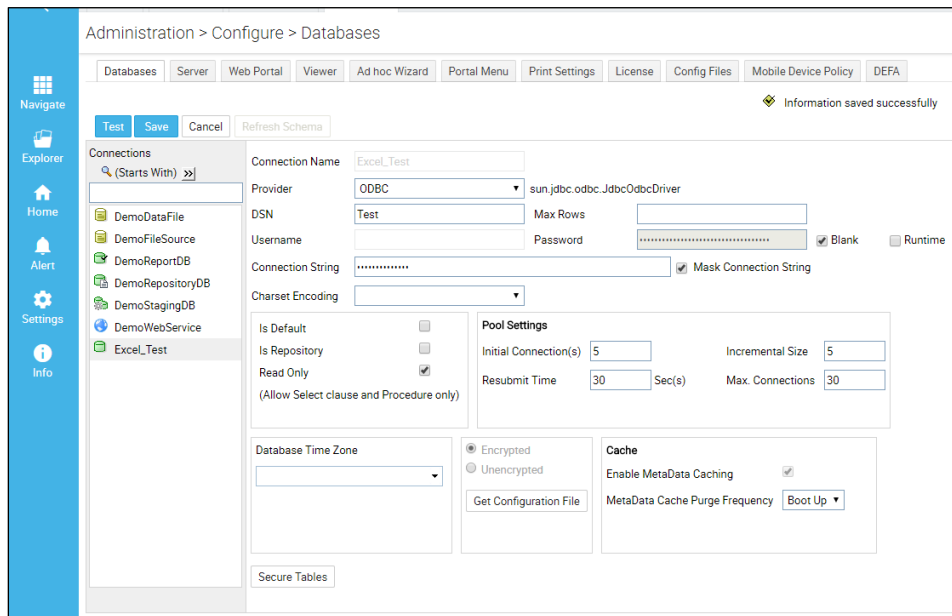 Administration > Configure > Databases
Databases Server Web Portal Viewer Ad hoc Wizard Portal Menu Print Settings License Config Files Mobile Device Policy DEFA
Information saved successfully
Test Save Cancel Refresh Schema
Navigate
Explorer
Home
Alert
Settings
Info
Connections
(Starts With) »
DemoDataFile
DemoFileSource
DemoReportDB
DemoRepositoryDB
DemoStagingDB
DemoWebService
Excel_Test
Connection Name Excel_Test
Provider ODBC sun.jdbc.odbc.JdbcOdbcDriver
DSN Test Max Rows
Username Password Blank Runtime
Connection String Mask Connection String
Charset Encoding
Is Default
Is Repository
Read Only
(Allow Select clause and Procedure only)
Pool Settings
Initial Connection(s) 5 Incremental Size 5
Resubmit Time 30 Sec(s) Max. Connections 30
Database Time Zone
Encrypted
Unencrypted
Get Configuration File
Cache
Enable MetaData Caching
MetaData Cache Purge Frequency Boot Up
Secure Tables